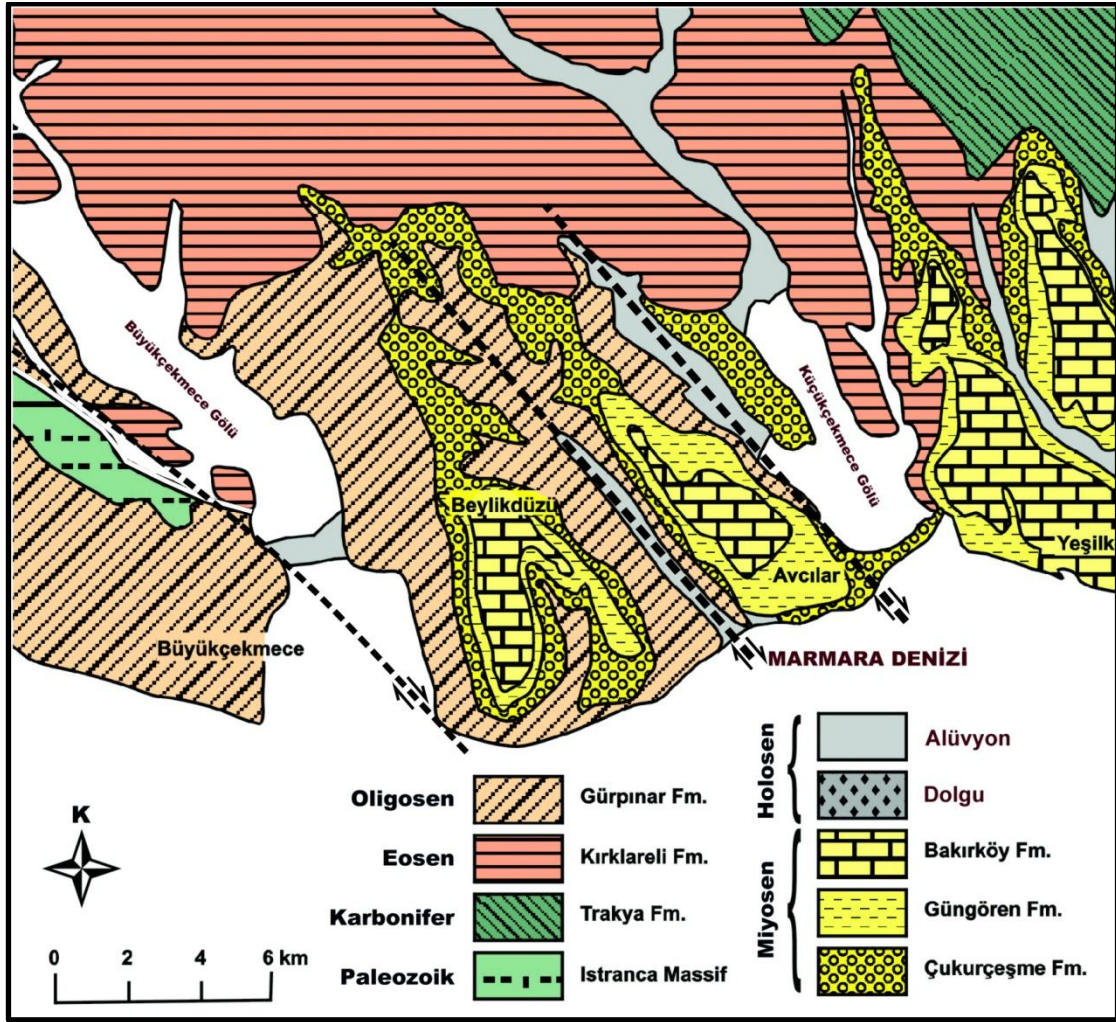 Büyükçekmece Gölü
Küçükçekmece Gölü
Beylikdüzü
Yeşilk
Avcılar
Büyükçekmece
MARMARA DENİZİ
K
0 2 4 6 km
Oligosen Gürpınar Fm.
Eosen Kırklareli Fm.
Karbonifer Trakya Fm.
Paleozoik Istranca Massif
Holosen
Alüvyon
Dolgu
Miyosen
Bakırköy Fm.
Güngören Fm.
Çukurçeşme Fm.